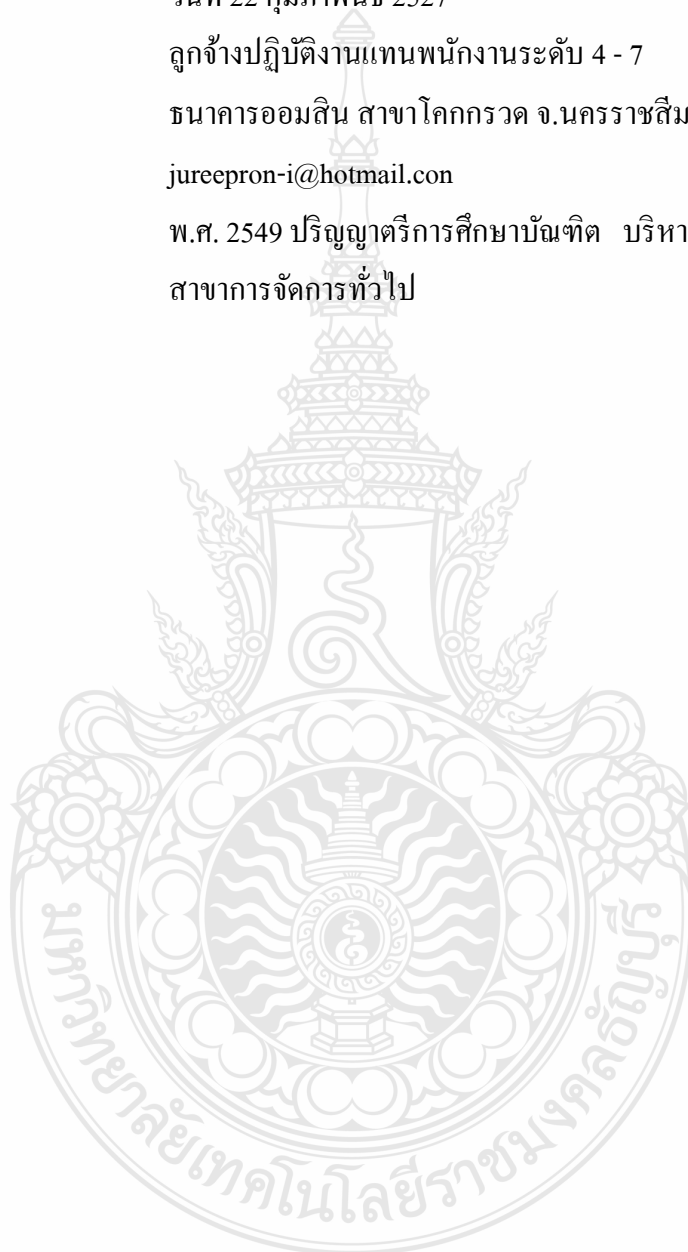 วันที่ 22 กุมภาพันธ์ 2527
ลูกจ้างปฏิบัติงานแทนพนักงานระดับ 4 - 7
ธนาคารออมสิน สาขาโคกกรวด จ.นครราชสีม
jureepron-i@hotmail.con
พ.ศ. 2549 ปริญญาตรีการศึกษาบัณฑิต บริหา
สาขาการจัดการทั่วไป
มหาวิทยาลัยเทคโนโลยีราชมงคลธัญบุรี